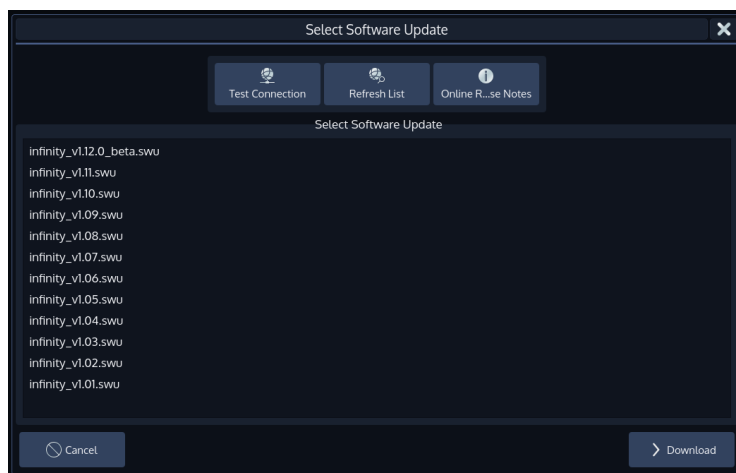 Select Software Update
Test Connection
Refresh List
Online R...se Notes
Select Software Update
infinity_v1.12.0_beta.swu
infinity_v1.11.swu
infinity_v1.10.swu
infinity_v1.09.swu
infinity_v1.08.swu
infinity_v1.07.swu
infinity_v1.06.swu
infinity_v1.05.swu
infinity_v1.04.swu
infinity_v1.03.swu
infinity_v1.02.swu
infinity_v1.01.swu
Cancel
Download